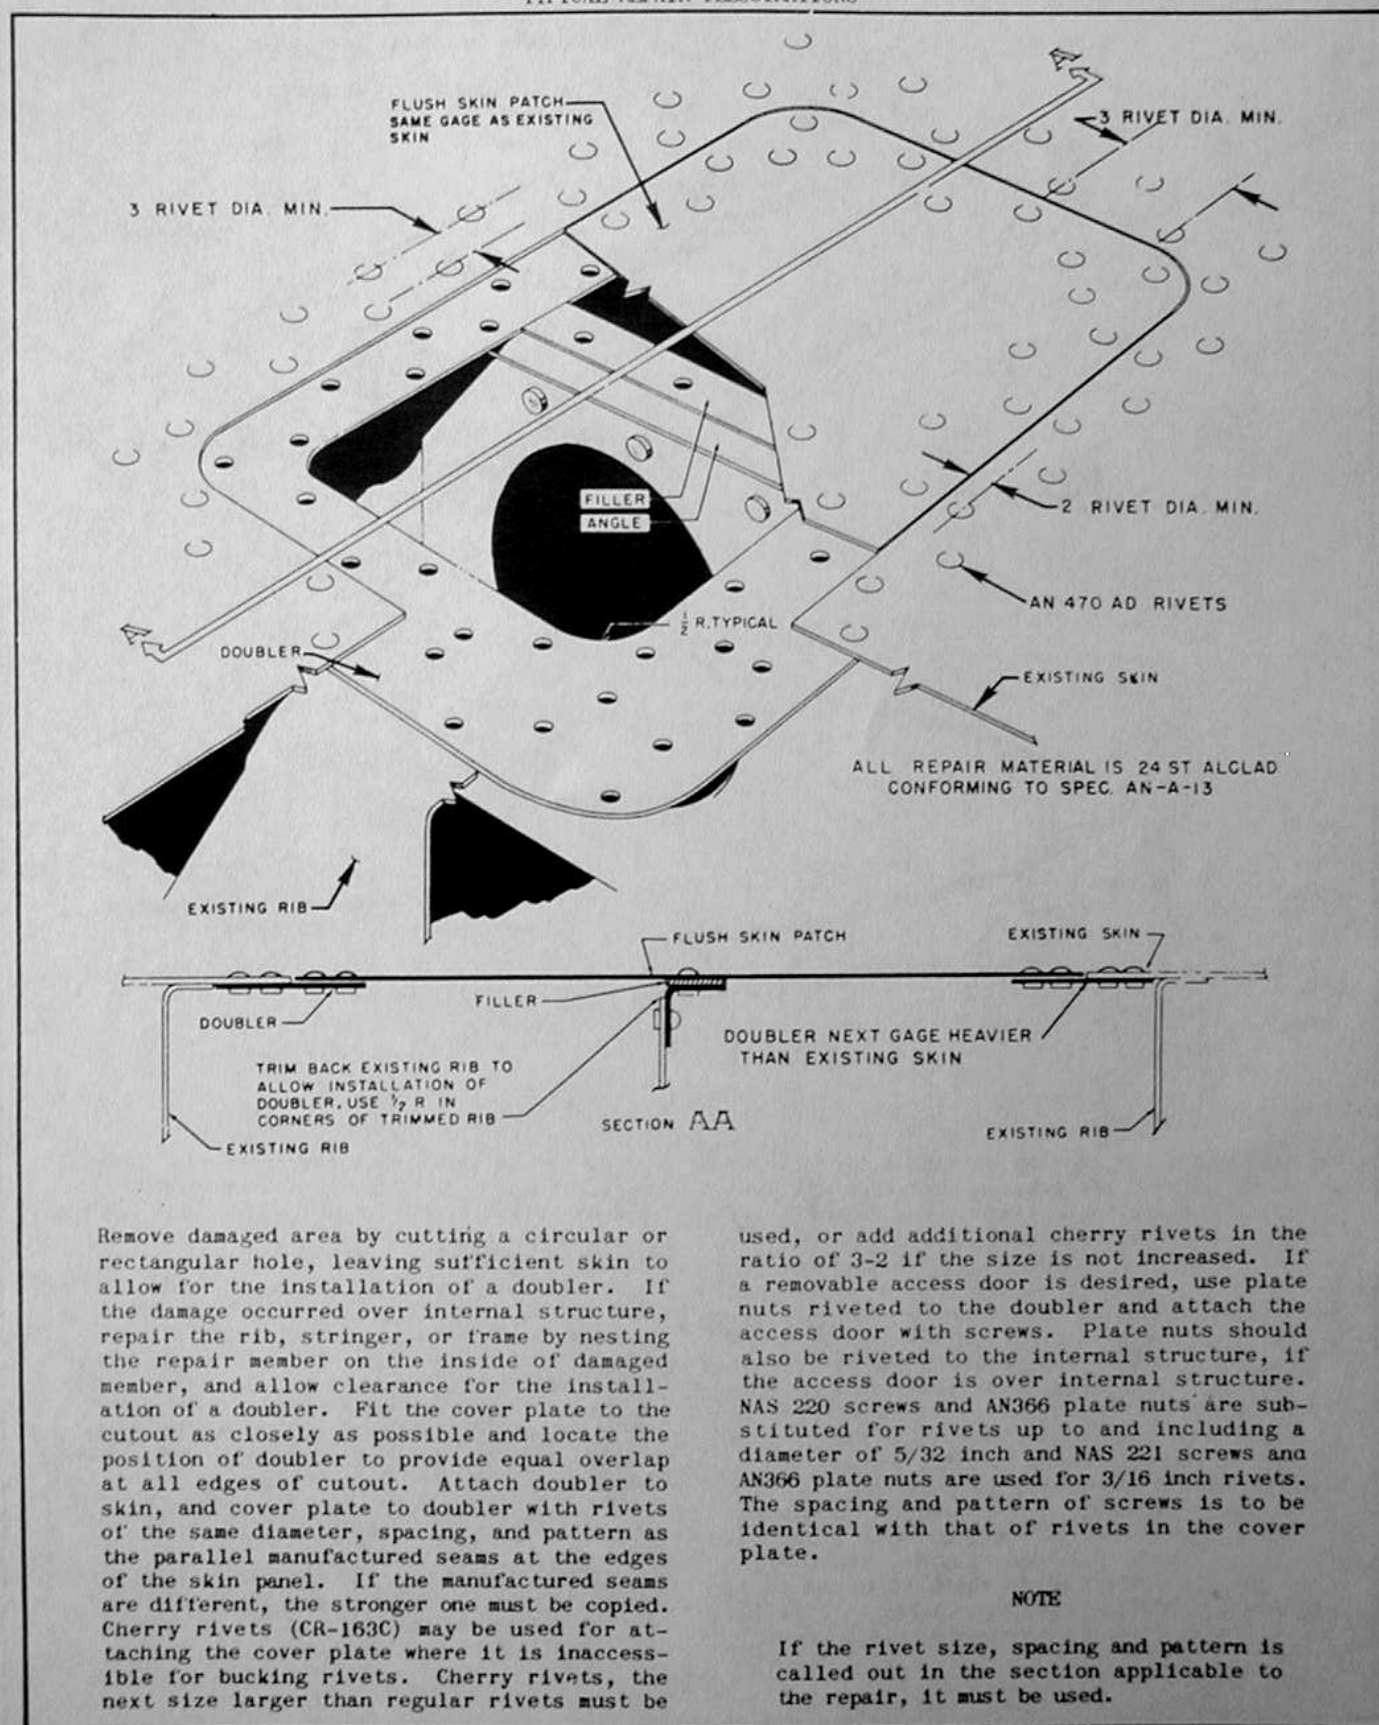 TYPICAL REPAIR ILLUSTRATIONS
A
FLUSH SKIN PATCH
SAME GAGE AS EXISTING
SKIN
3 RIVET DIA. MIN.
3 RIVET DIA. MIN.
FILLER
ANGLE
2 RIVET DIA. MIN.
AN 470 AD RIVETS
½ R. TYPICAL
A
DOUBLER
EXISTING SKIN
ALL REPAIR MATERIAL IS 24 ST ALCLAD
CONFORMING TO SPEC. AN-A-13
EXISTING RIB
FLUSH SKIN PATCH
EXISTING SKIN
FILLER
DOUBLER
DOUBLER NEXT GAGE HEAVIER
THAN EXISTING SKIN
TRIM BACK EXISTING RIB TO
ALLOW INSTALLATION OF
DOUBLER. USE ½ R IN
CORNERS OF TRIMMED RIB
SECTION AA
EXISTING RIB
EXISTING RIB
Remove damaged area by cutting a circular or
rectangular hole, leaving sufficient skin to
allow for the installation of a doubler. If
the damage occurred over internal structure,
repair the rib, stringer, or frame by nesting
the repair member on the inside of damaged
member, and allow clearance for the install-
ation of a doubler. Fit the cover plate to the
cutout as closely as possible and locate the
position of doubler to provide equal overlap
at all edges of cutout. Attach doubler to
skin, and cover plate to doubler with rivets
of the same diameter, spacing, and pattern as
the parallel manufactured seams at the edges
of the skin panel. If the manufactured seams
are different, the stronger one must be copied.
Cherry rivets (CR-163C) may be used for at-
taching the cover plate where it is inaccess-
ible for bucking rivets. Cherry rivets, the
next size larger than regular rivets must be
used, or add additional cherry rivets in the
ratio of 3-2 if the size is not increased. If
a removable access door is desired, use plate
nuts riveted to the doubler and attach the
access door with screws. Plate nuts should
also be riveted to the internal structure, if
the access door is over internal structure.
NAS 220 screws and AN366 plate nuts are sub-
stituted for rivets up to and including a
diameter of 5/32 inch and NAS 221 screws and
AN366 plate nuts are used for 3/16 inch rivets.
The spacing and pattern of screws is to be
identical with that of rivets in the cover
plate.
NOTE
If the rivet size, spacing and pattern is
called out in the section applicable to
the repair, it must be used.